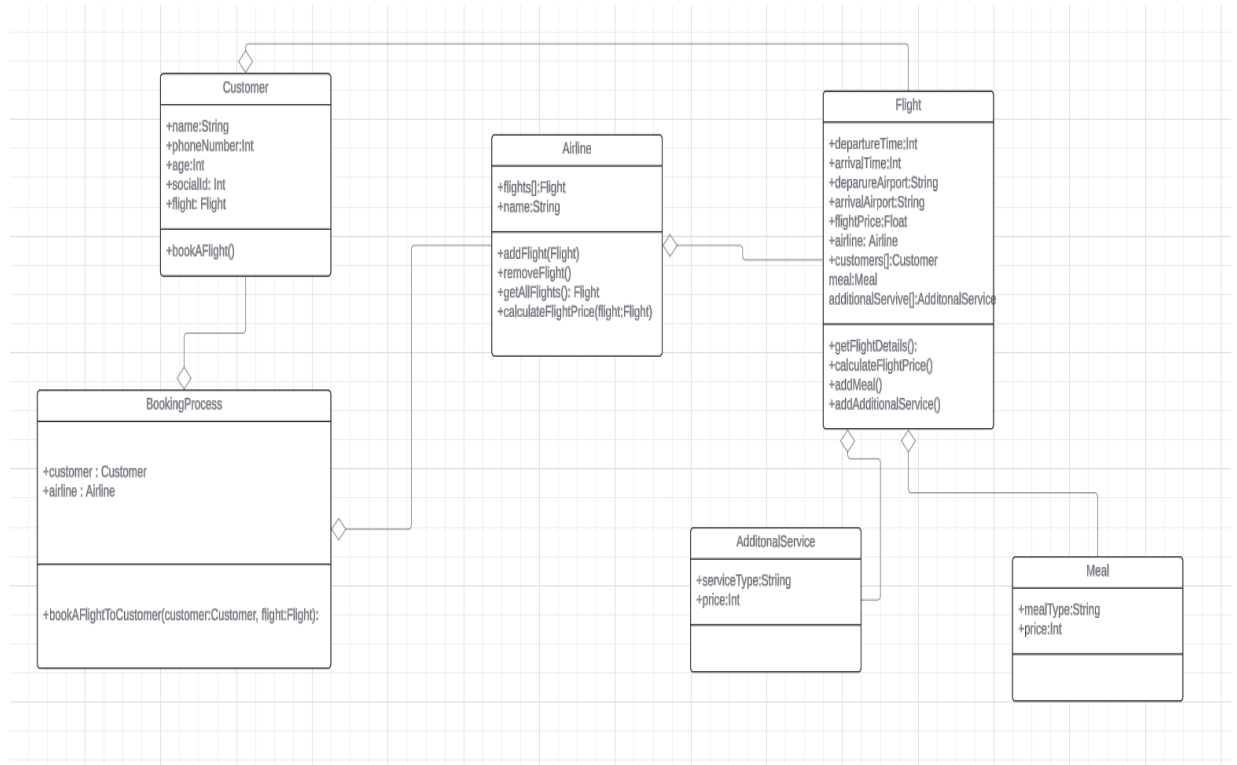 Customer
+name:String
+phoneNumber:Int
+age:Int
+socialId: Int
+flight: Flight
+bookAFlight()
Airline
+flights[]:Flight
+name:String
+addFlight(Flight)
+removeFlight()
+getAllFlights(): Flight
+calculateFlightPrice(flight:Flight)
Flight
+departureTime:Int
+arrivalTime:Int
+deparureAirport:String
+arrivalAirport:String
+flightPrice:Float
+airline: Airline
+customers[]:Customer
meal:Meal
additionalServive[]:AdditonalService
+getFlightDetails():
+calculateFlightPrice()
+addMeal()
+addAdditionalService()
BookingProcess
+customer : Customer
+airline : Airline
+bookAFlightToCustomer(customer:Customer, flight:Flight):
AdditonalService
+serviceType:Striing
+price:Int
Meal
+mealType:String
+price:Int